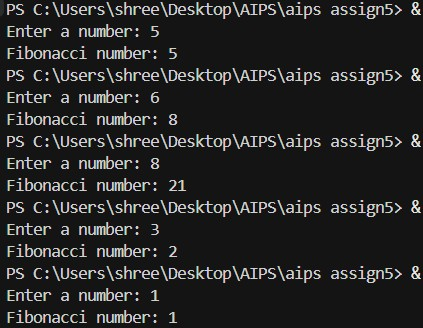 PS C:\Users\shree\Desktop\AIPS\aips assign5> &
Enter a number: 5
Fibonacci number: 5
PS C:\Users\shree\Desktop\AIPS\aips assign5> &
Enter a number: 6
Fibonacci number: 8
PS C:\Users\shree\Desktop\AIPS\aips assign5> &
Enter a number: 8
Fibonacci number: 21
PS C:\Users\shree\Desktop\AIPS\aips assign5> &
Enter a number: 3
Fibonacci number: 2
PS C:\Users\shree\Desktop\AIPS\aips assign5> &
Enter a number: 1
Fibonacci number: 1